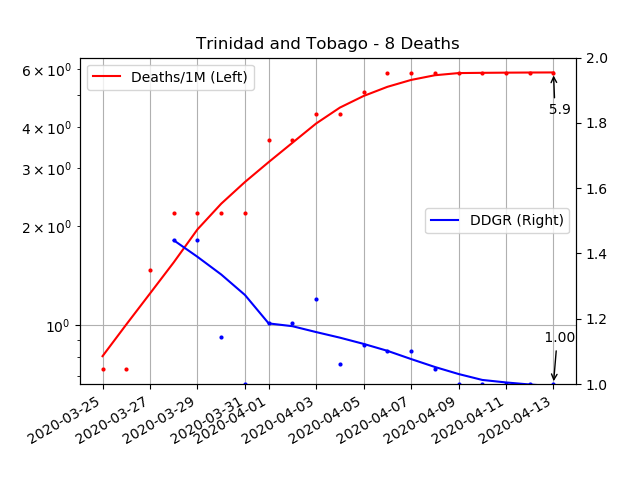 Trinidad and Tobago - 8 Deaths
Deaths/1M (Left)
DDGR (Right)
6 × 10⁰
4 × 10⁰
3 × 10⁰
2 × 10⁰
10⁰
2.0
1.8
1.6
1.4
1.2
1.0
5.9
1.00
2020-03-25
2020-03-27
2020-03-29
2020-03-31
2020-04-01
2020-04-03
2020-04-05
2020-04-07
2020-04-09
2020-04-11
2020-04-13